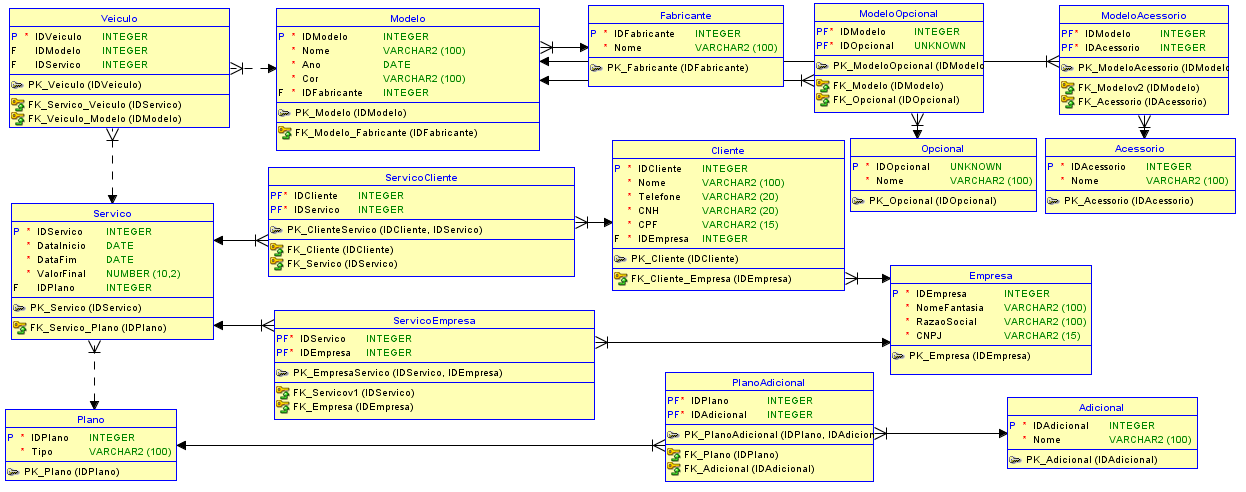 Veiculo
P * IDVeiculo INTEGER
F IDModelo INTEGER
F IDServico INTEGER
PK_Veiculo (IDVeiculo)
FK_Servico_Veiculo (IDServico)
FK_Veiculo_Modelo (IDModelo)
Modelo
P * IDModelo INTEGER
* Nome VARCHAR2 (100)
* Ano DATE
* Cor VARCHAR2 (100)
F * IDFabricante INTEGER
PK_Modelo (IDModelo)
FK_Modelo_Fabricante (IDFabricante)
Fabricante
P * IDFabricante INTEGER
* Nome VARCHAR2 (100)
PK_Fabricante (IDFabricante)
ModeloOpcional
PF* IDModelo INTEGER
PF* IDOpcional UNKNOWN
PK_ModeloOpcional (IDModelo
FK_Modelo (IDModelo)
FK_Opcional (IDOpcional)
ModeloAcessorio
PF* IDModelo INTEGER
PF* IDAcessorio INTEGER
PK_ModeloAcessorio (IDModelo
FK_Modelov2 (IDModelo)
FK_Acessorio (IDAcessorio)
Opcional
P * IDOpcional UNKNOWN
* Nome VARCHAR2 (100)
PK_Opcional (IDOpcional)
Acessorio
P * IDAcessorio INTEGER
* Nome VARCHAR2 (100)
PK_Acessorio (IDAcessorio)
Cliente
P * IDCliente INTEGER
* Nome VARCHAR2 (100)
* Telefone VARCHAR2 (20)
* CNH VARCHAR2 (20)
* CPF VARCHAR2 (15)
F * IDEmpresa INTEGER
PK_Cliente (IDCliente)
FK_Cliente_Empresa (IDEmpresa)
ServicoCliente
PF* IDCliente INTEGER
PF* IDServico INTEGER
PK_ClienteServico (IDCliente, IDServico)
FK_Cliente (IDCliente)
FK_Servico (IDServico)
Servico
P * IDServico INTEGER
* DataInicio DATE
* DataFim DATE
* ValorFinal NUMBER (10,2)
F IDPlano INTEGER
PK_Servico (IDServico)
FK_Servico_Plano (IDPlano)
Empresa
P * IDEmpresa INTEGER
* NomeFantasia VARCHAR2 (100)
* RazaoSocial VARCHAR2 (100)
* CNPJ VARCHAR2 (15)
PK_Empresa (IDEmpresa)
ServicoEmpresa
PF* IDServico INTEGER
PF* IDEmpresa INTEGER
PK_EmpresaServico (IDServico, IDEmpresa)
FK_Servicov1 (IDServico)
FK_Empresa (IDEmpresa)
PlanoAdicional
PF* IDPlano INTEGER
PF* IDAdicional INTEGER
PK_PlanoAdicional (IDPlano, IDAdicion
FK_Plano (IDPlano)
FK_Adicional (IDAdicional)
Adicional
P * IDAdicional INTEGER
* Nome VARCHAR2 (100)
PK_Adicional (IDAdicional)
Plano
P * IDPlano INTEGER
* Tipo VARCHAR2 (100)
PK_Plano (IDPlano)